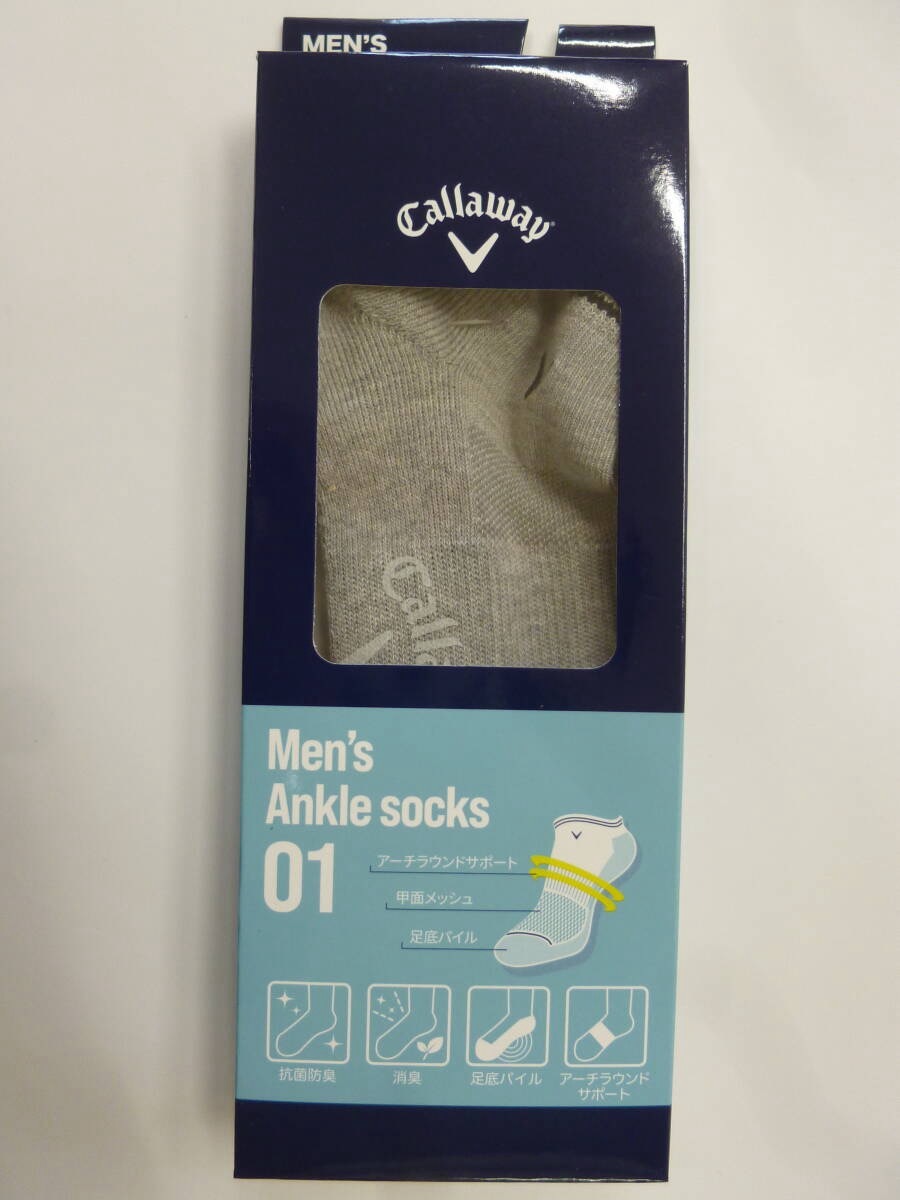 MEN'S
Callaway
Calla
Men's
Ankle socks
01
アーチラウンドサポート
甲面メッシュ
足底パイル
抗菌防臭
消臭
足底パイル
アーチラウンド
サポート